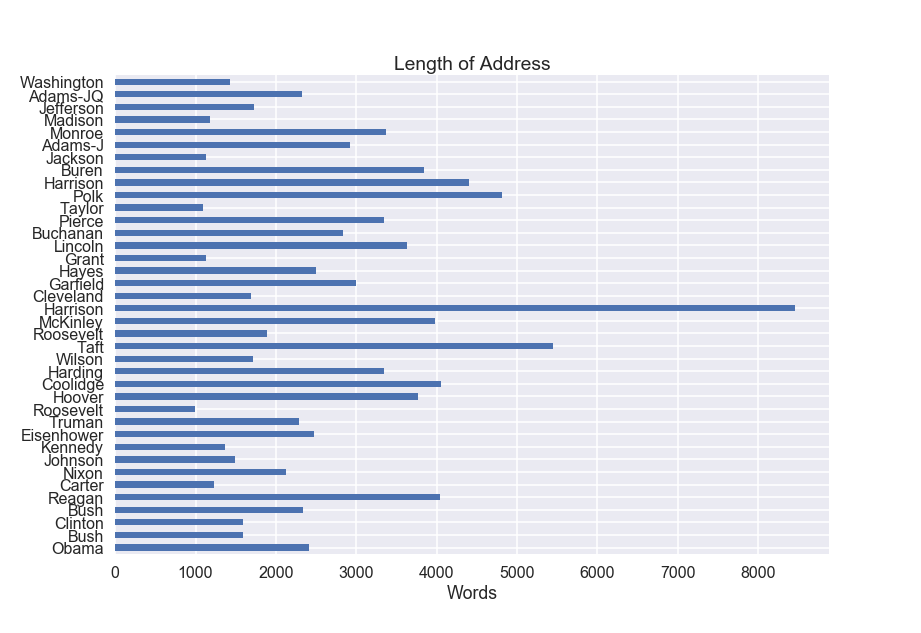 Length of Address
Washington
Adams-JQ
Jefferson
Madison
Monroe
Adams-J
Jackson
Buren
Harrison
Polk
Taylor
Pierce
Buchanan
Lincoln
Grant
Hayes
Garfield
Cleveland
Harrison
McKinley
Roosevelt
Taft
Wilson
Harding
Coolidge
Hoover
Roosevelt
Truman
Eisenhower
Kennedy
Johnson
Nixon
Carter
Reagan
Bush
Clinton
Bush
Obama
0 1000 2000 3000 4000 5000 6000 7000 8000
Words